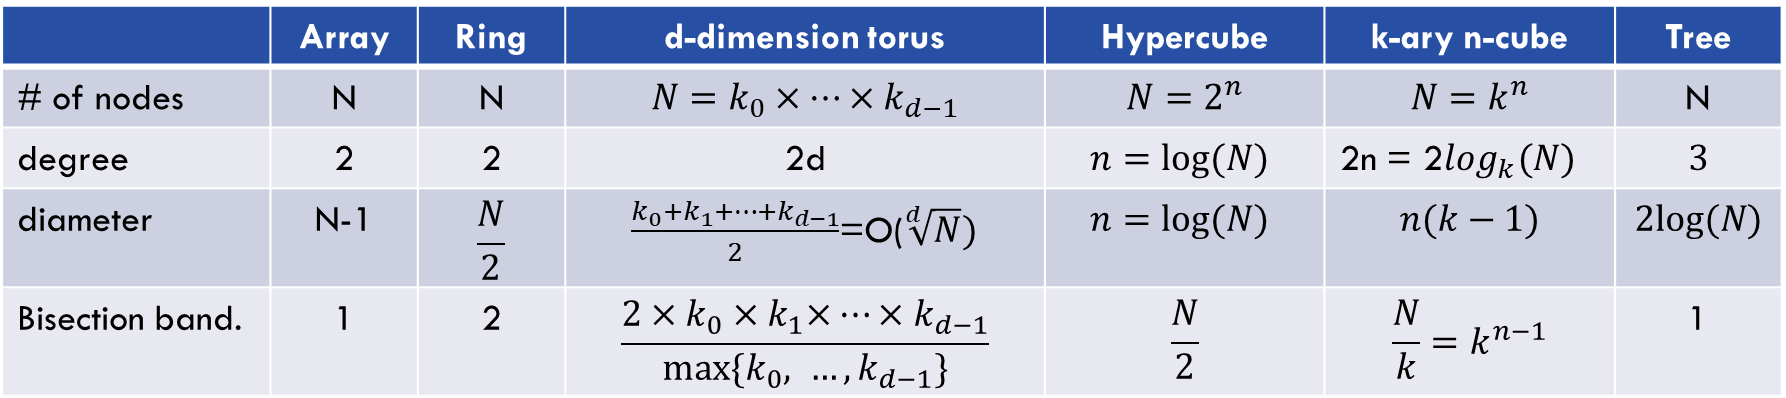 Array Ring d-dimension torus Hypercube k-ary n-cube Tree
# of nodes N N N = k₀ × ⋯ × k_{d−1} N = 2ⁿ N = kⁿ N
degree 2 2 2d n = log(N) 2n = 2log_k(N) 3
diameter N-1 N/2 (k₀+k₁+⋯+k_{d−1})/2=O(ᵈ√N) n = log(N) n(k − 1) 2log(N)
Bisection band. 1 2 (2 × k₀ × k₁ × ⋯ × k_{d−1})/max{k₀, …, k_{d−1}} N/2 N/k = k^{n−1} 1